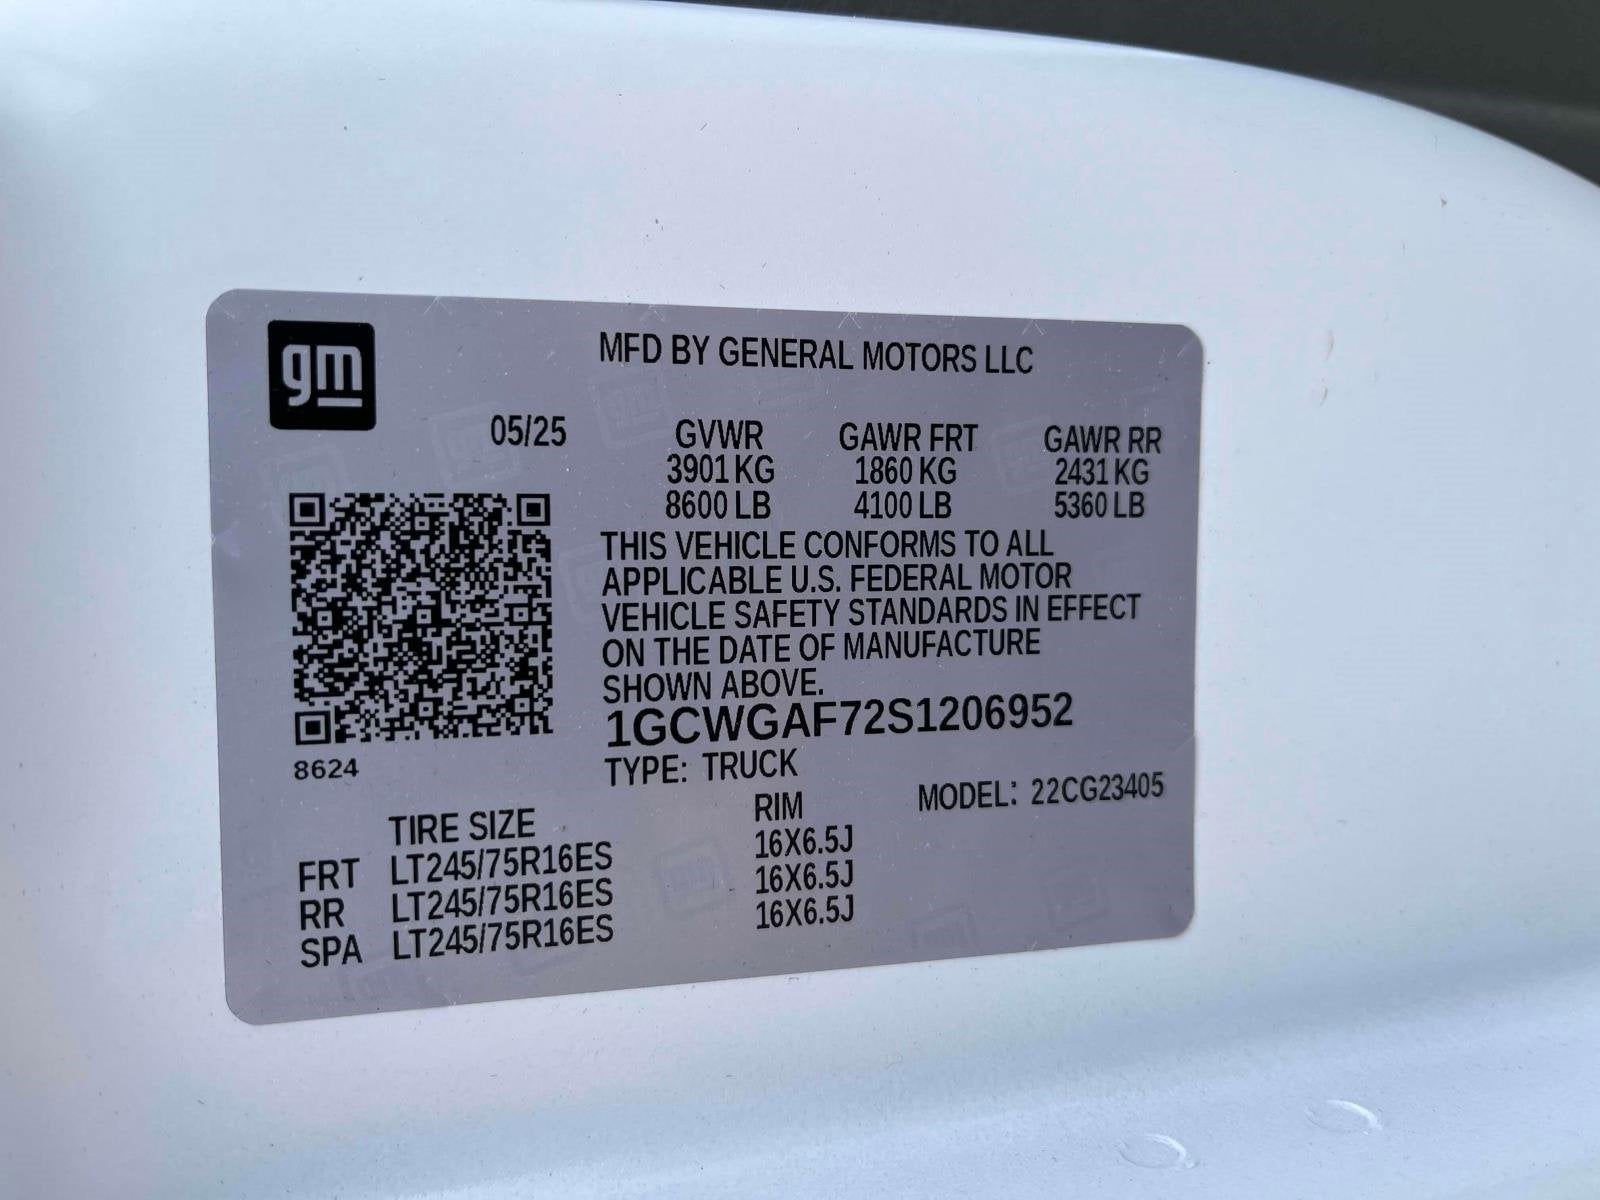 gm
MFD BY GENERAL MOTORS LLC
05/25 GVWR GAWR FRT GAWR RR
3901 KG 1860 KG 2431 KG
8600 LB 4100 LB 5360 LB
THIS VEHICLE CONFORMS TO ALL
APPLICABLE U.S. FEDERAL MOTOR
VEHICLE SAFETY STANDARDS IN EFFECT
ON THE DATE OF MANUFACTURE
SHOWN ABOVE.
1GCWGAF72S1206952
8624
TYPE: TRUCK
MODEL: 22CG23405
TIRE SIZE RIM
FRT LT245/75R16ES 16X6.5J
RR LT245/75R16ES 16X6.5J
SPA LT245/75R16ES 16X6.5J